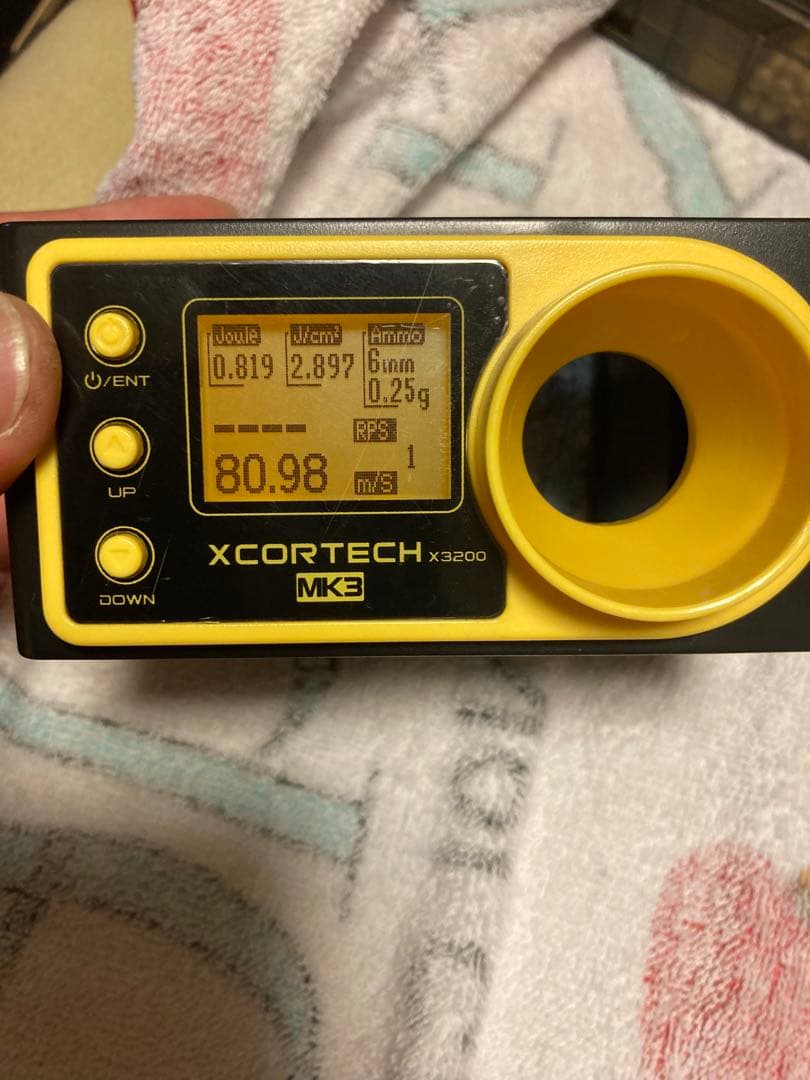 Joule J/cm² Ammo
0.819 2.897 6mm
0.25g
---- RPS
1
80.98 m/s
⏻/ENT
UP
DOWN
XCORTECH X3200
MK3